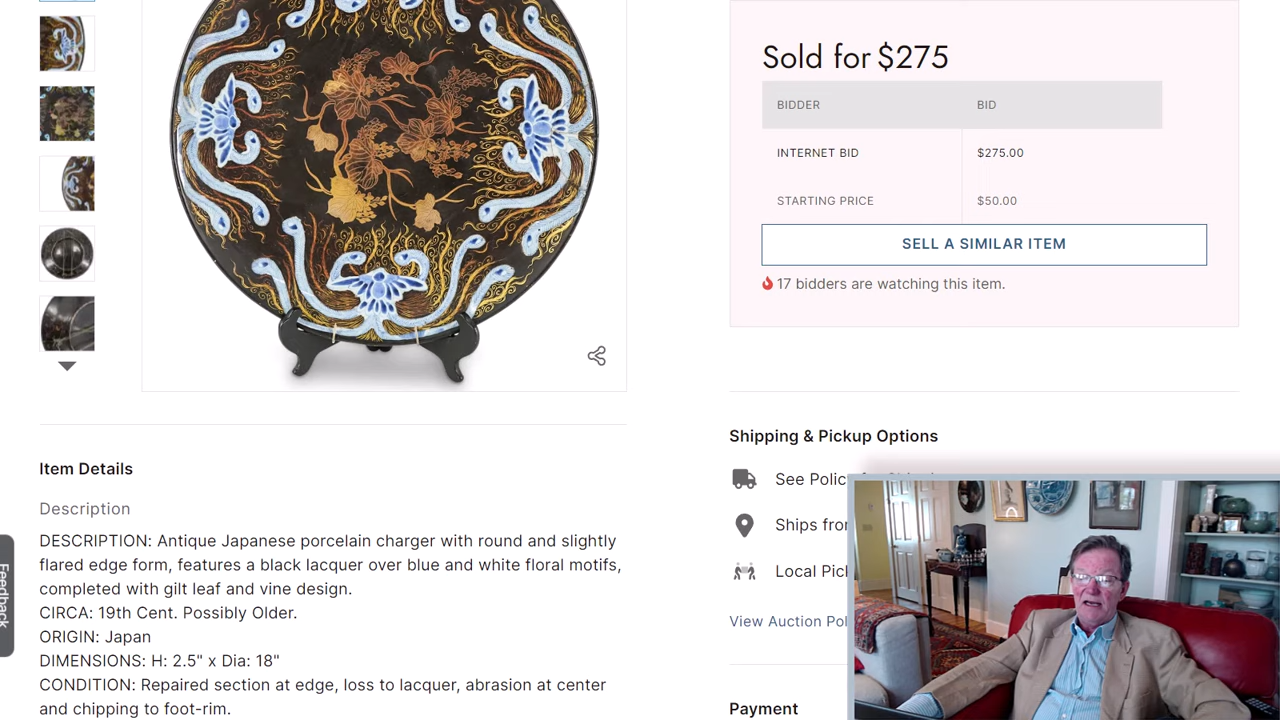 Sold for $275
BIDDER BID
INTERNET BID $275.00
STARTING PRICE $50.00
SELL A SIMILAR ITEM
17 bidders are watching this item.
Shipping & Pickup Options
See
Ships
Local
View Auction
Payment
Item Details
Description
DESCRIPTION: Antique Japanese porcelain charger with round and slightly
flared edge form, features a black lacquer over blue and white floral motifs,
completed with gilt leaf and vine design.
CIRCA: 19th Cent. Possibly Older.
ORIGIN: Japan
DIMENSIONS: H: 2.5" x Dia: 18"
CONDITION: Repaired section at edge, loss to lacquer, abrasion at center
and chipping to foot-rim.
Feedback